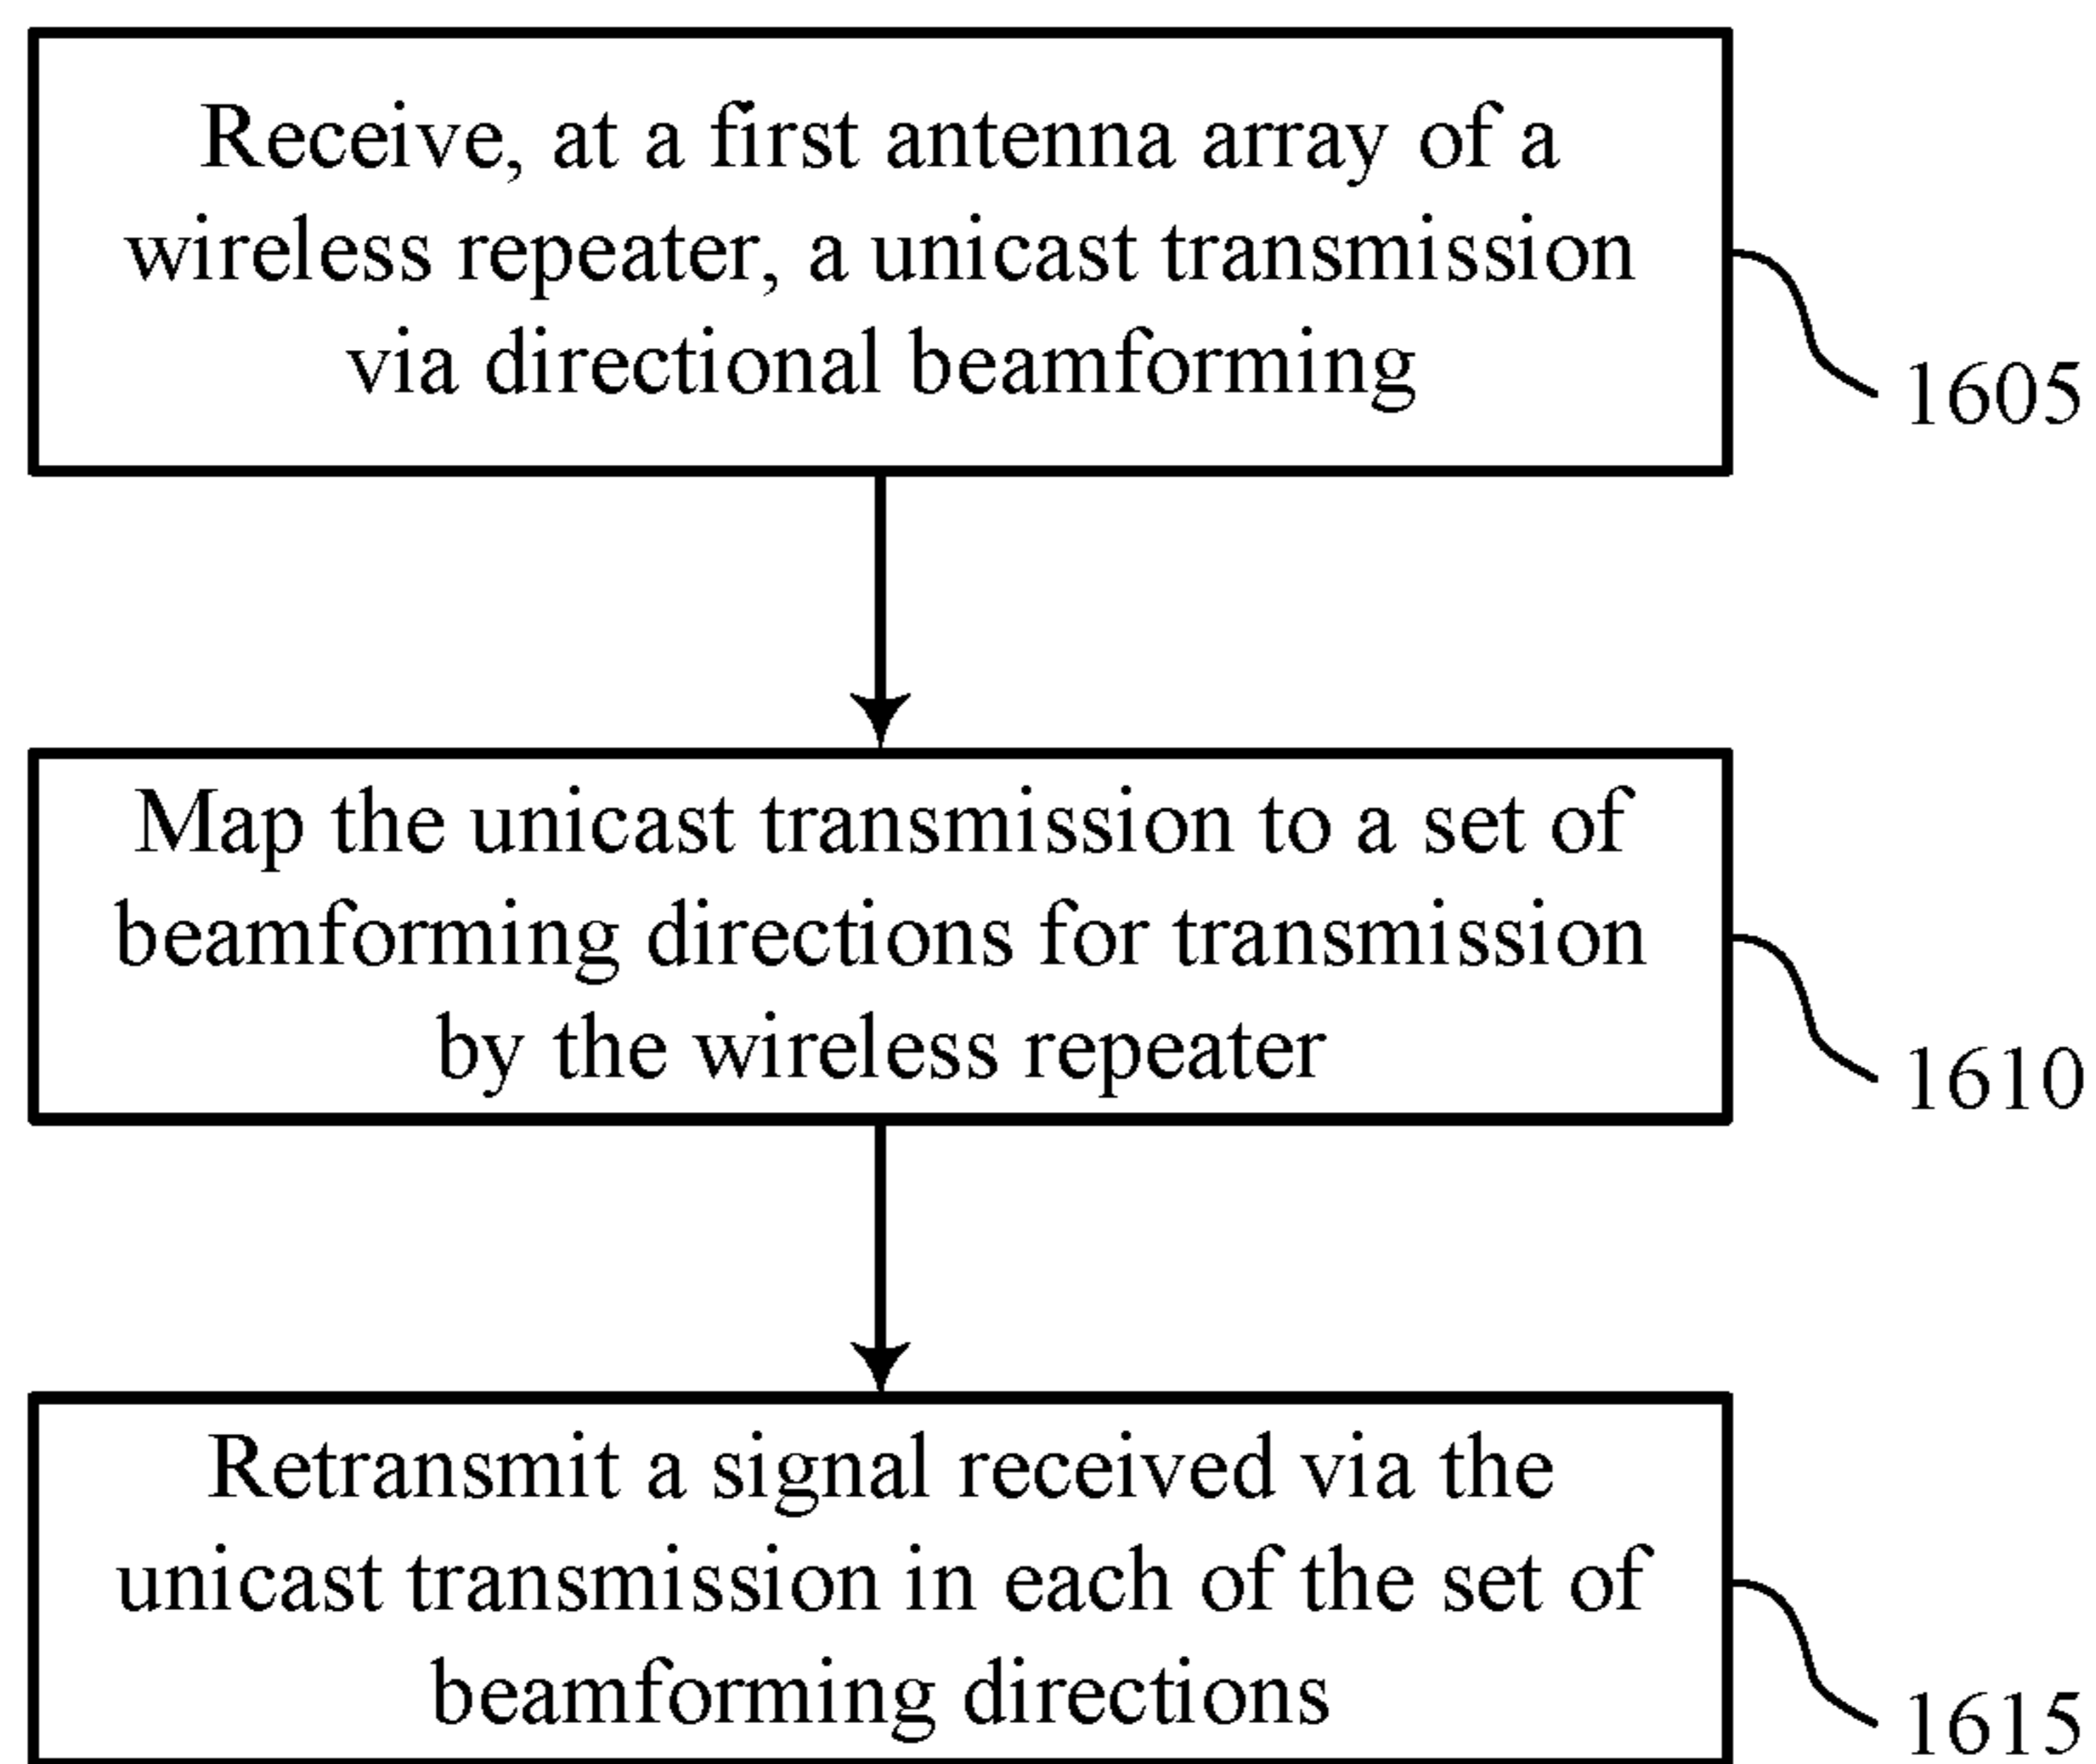 Receive, at a first antenna array of a
wireless repeater, a unicast transmission
via directional beamforming
1605
Map the unicast transmission to a set of
beamforming directions for transmission
by the wireless repeater
1610
Retransmit a signal received via the
unicast transmission in each of the set of
beamforming directions
1615